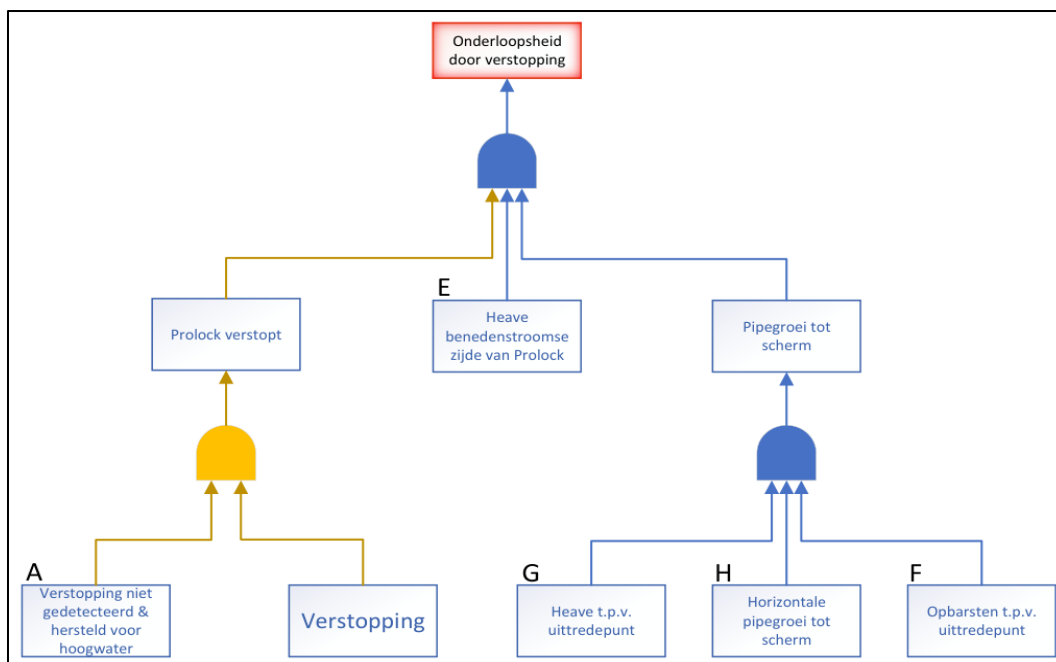 Onderloopsheid
door verstopping
E
Prolock verstopt
Heave
benedenstroomse
zijde van Prolock
Pipegroei tot
scherm
A
Verstopping niet
gedetecteerd &
hersteld voor
hoogwater
Verstopping
G
Heave t.p.v.
uittredepunt
H
Horizontale
pipegroei tot
scherm
F
Opbarsten t.p.v.
uittredepunt